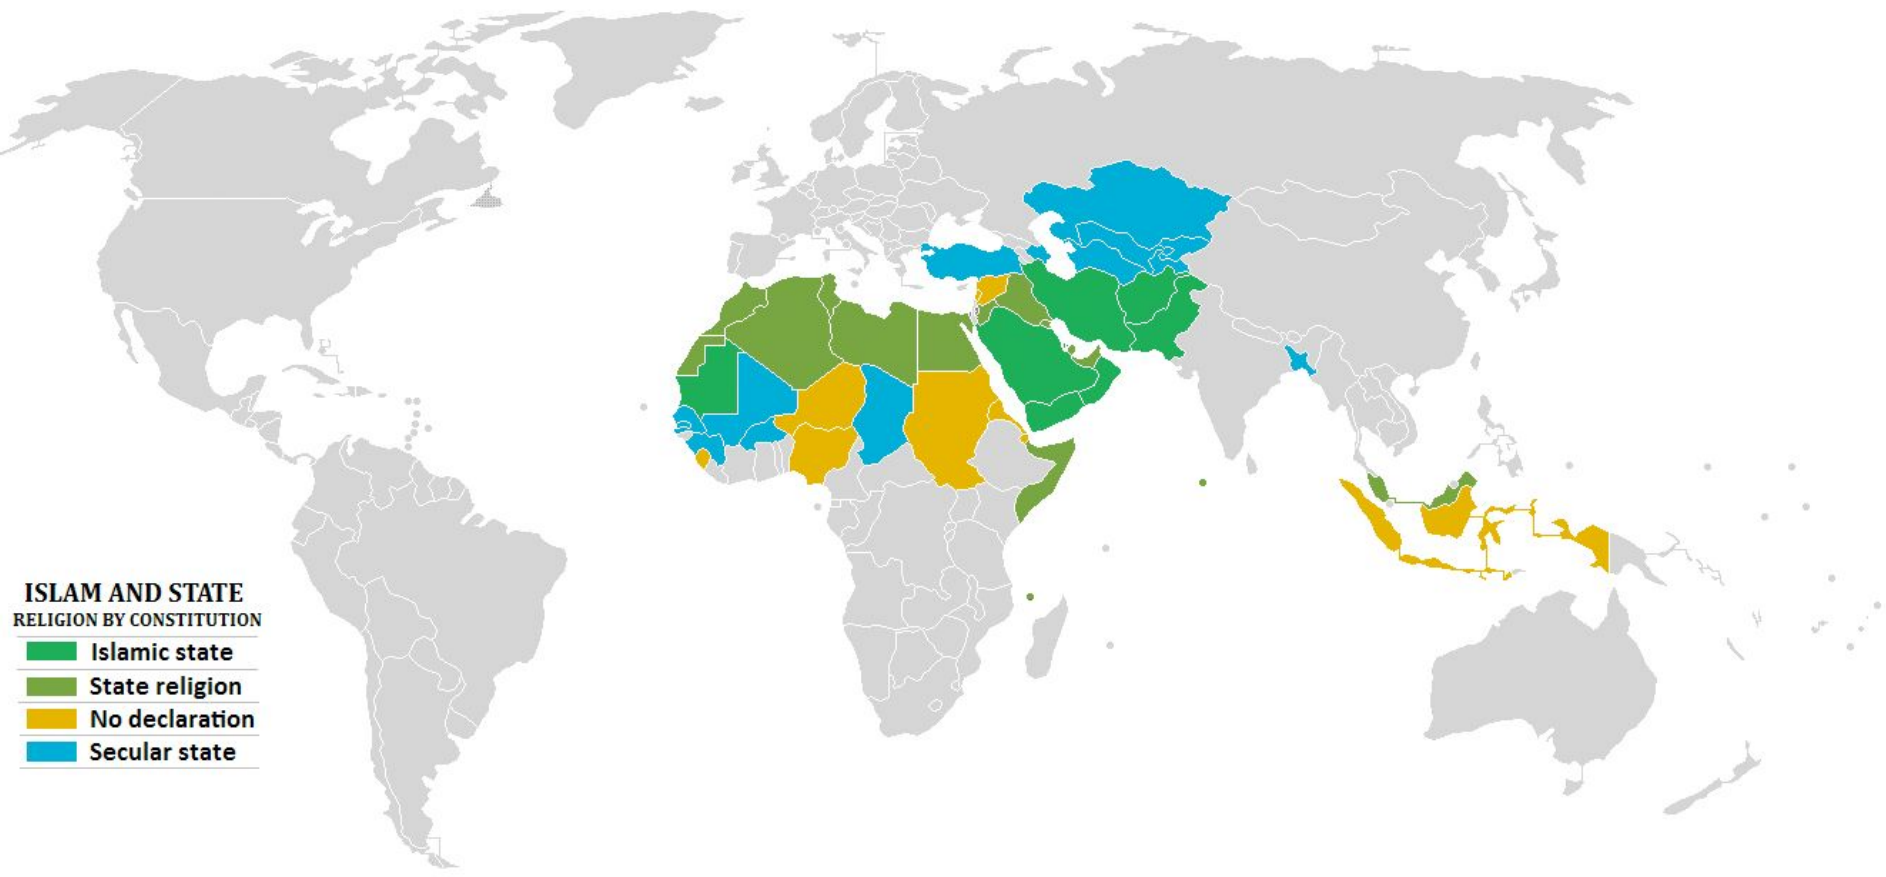 ISLAM AND STATE
RELIGION BY CONSTITUTION
Islamic state
State religion
No declaration
Secular state